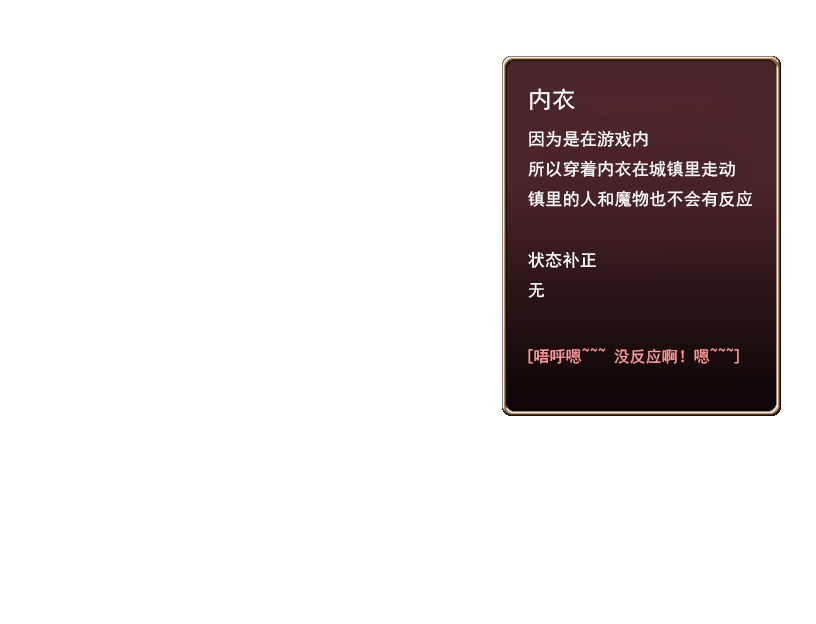 内衣
因为是在游戏内
所以穿着内衣在城镇里走动
镇里的人和魔物也不会有反应
状态补正
无
[唔呼嗯~~~ 没反应啊！嗯~~~]